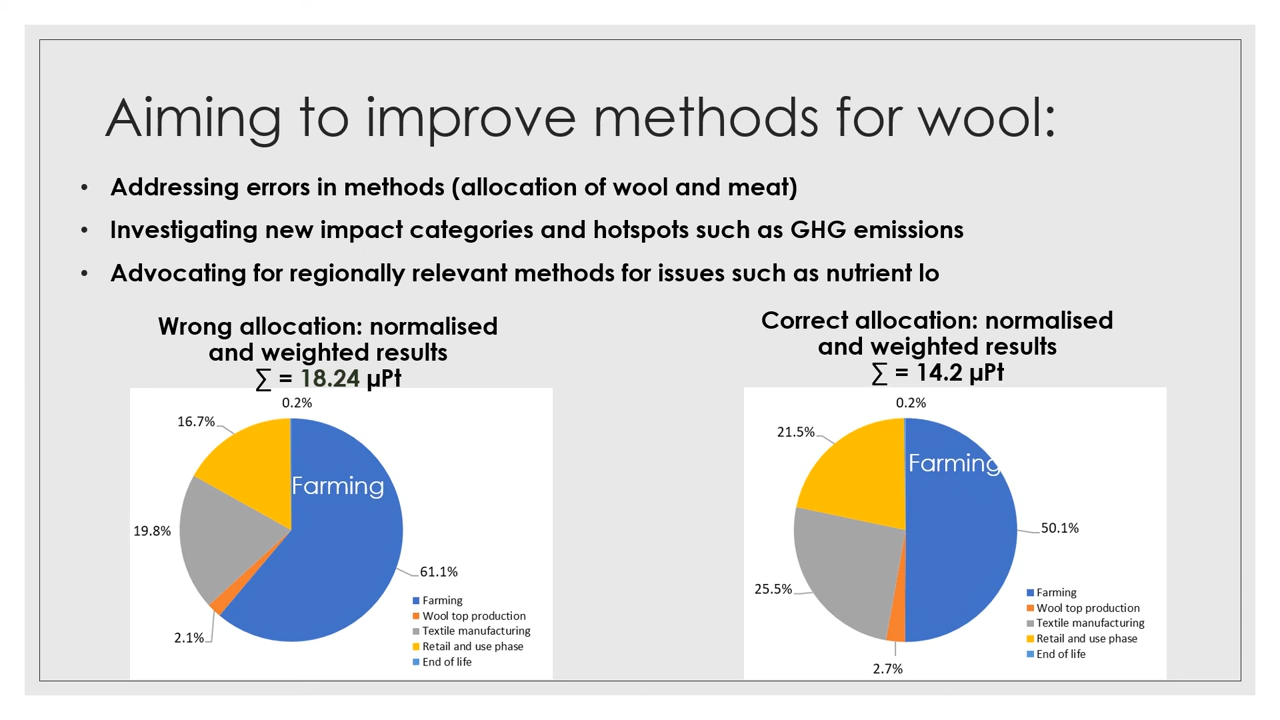 Aiming to improve methods for wool:
• Addressing errors in methods (allocation of wool and meat)
• Investigating new impact categories and hotspots such as GHG emissions
• Advocating for regionally relevant methods for issues such as nutrient lo
Wrong allocation: normalised
and weighted results
∑ = 18.24 µPt
0.2%
16.7%
Farming
19.8%
61.1%
2.1%
Farming
Wool top production
Textile manufacturing
Retail and use phase
End of life
Correct allocation: normalised
and weighted results
∑ = 14.2 µPt
0.2%
21.5%
Farming
50.1%
25.5%
2.7%
Farming
Wool top production
Textile manufacturing
Retail and use phase
End of life